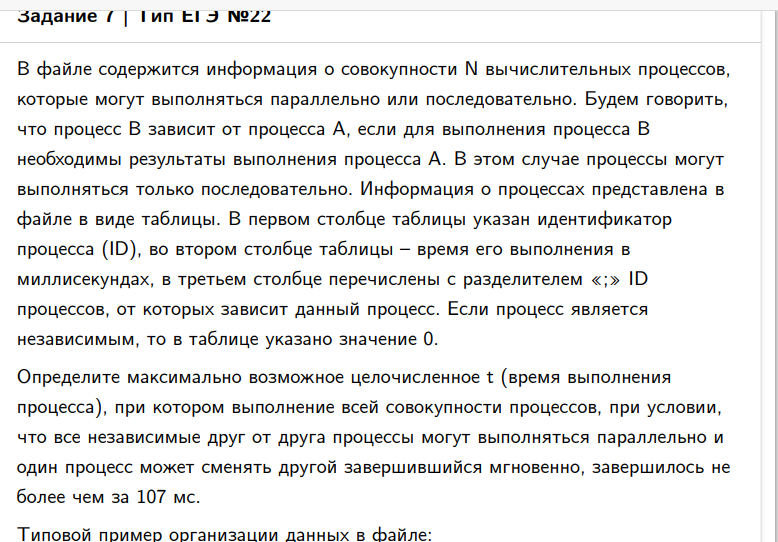 Задание 7 | Тип ЕГЭ №22
В файле содержится информация о совокупности N вычислительных процессов,
которые могут выполняться параллельно или последовательно. Будем говорить,
что процесс B зависит от процесса A, если для выполнения процесса B
необходимы результаты выполнения процесса A. В этом случае процессы могут
выполняться только последовательно. Информация о процессах представлена в
файле в виде таблицы. В первом столбце таблицы указан идентификатор
процесса (ID), во втором столбце таблицы – время его выполнения в
миллисекундах, в третьем столбце перечислены с разделителем «;» ID
процессов, от которых зависит данный процесс. Если процесс является
независимым, то в таблице указано значение 0.
Определите максимально возможное целочисленное t (время выполнения
процесса), при котором выполнение всей совокупности процессов, при условии,
что все независимые друг от друга процессы могут выполняться параллельно и
один процесс может сменять другой завершившийся мгновенно, завершилось не
более чем за 107 мс.
Типовой пример организации данных в файле: